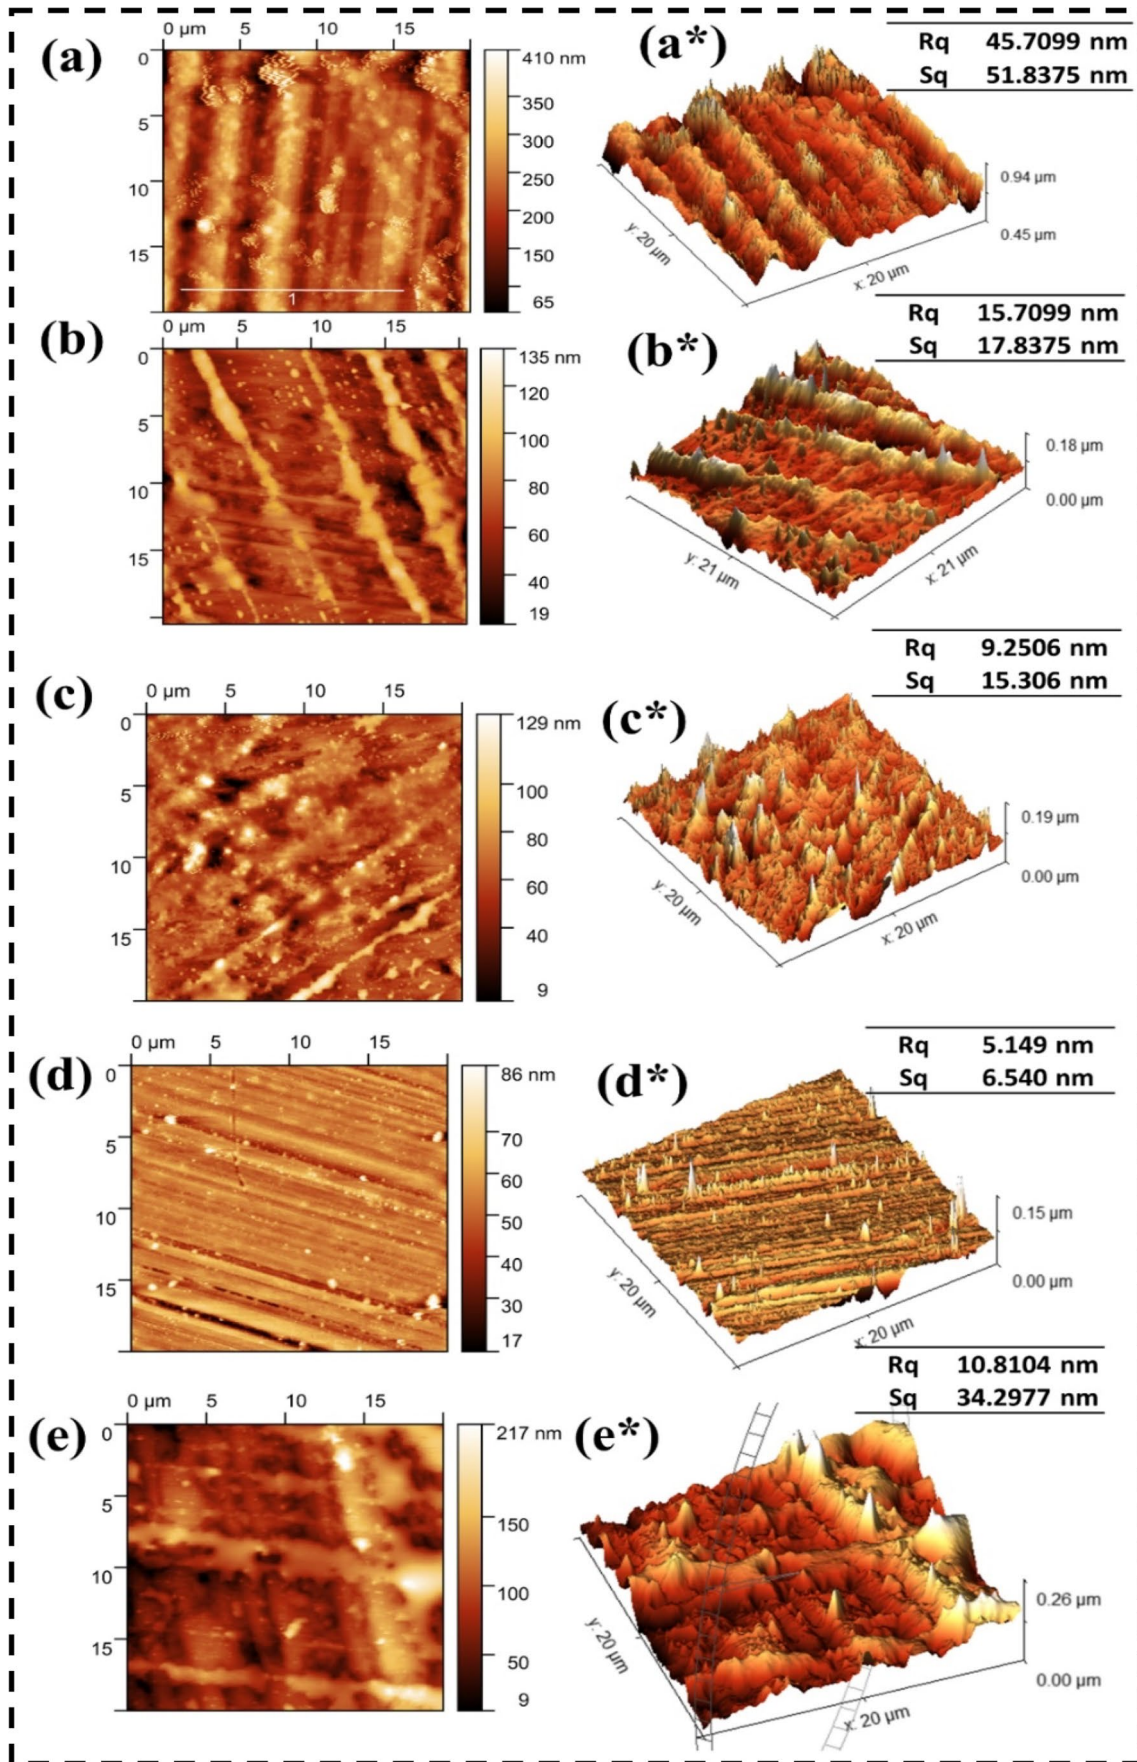 0 µm 5 10 15
(a)
0
5
10
15
1
410 nm
350
300
250
200
150
65
(a*)
Rq 45.7099 nm
Sq 51.8375 nm
0.94 µm
0.45 µm
y: 20 µm
x: 20 µm
0 µm 5 10 15
(b)
0
5
10
15
135 nm
120
100
80
60
40
19
(b*)
Rq 15.7099 nm
Sq 17.8375 nm
0.18 µm
0.00 µm
y: 21 µm
x: 21 µm
0 µm 5 10 15
(c)
0
5
10
15
129 nm
100
80
60
40
9
(c*)
Rq 9.2506 nm
Sq 15.306 nm
0.19 µm
0.00 µm
y: 20 µm
x: 20 µm
0 µm 5 10 15
(d)
0
5
10
15
86 nm
70
60
50
40
30
17
(d*)
Rq 5.149 nm
Sq 6.540 nm
0.15 µm
0.00 µm
y: 20 µm
x: 20 µm
0 µm 5 10 15
(e)
0
5
10
15
217 nm
150
100
50
9
(e*)
Rq 10.8104 nm
Sq 34.2977 nm
0.26 µm
0.00 µm
y: 20 µm
x: 20 µm